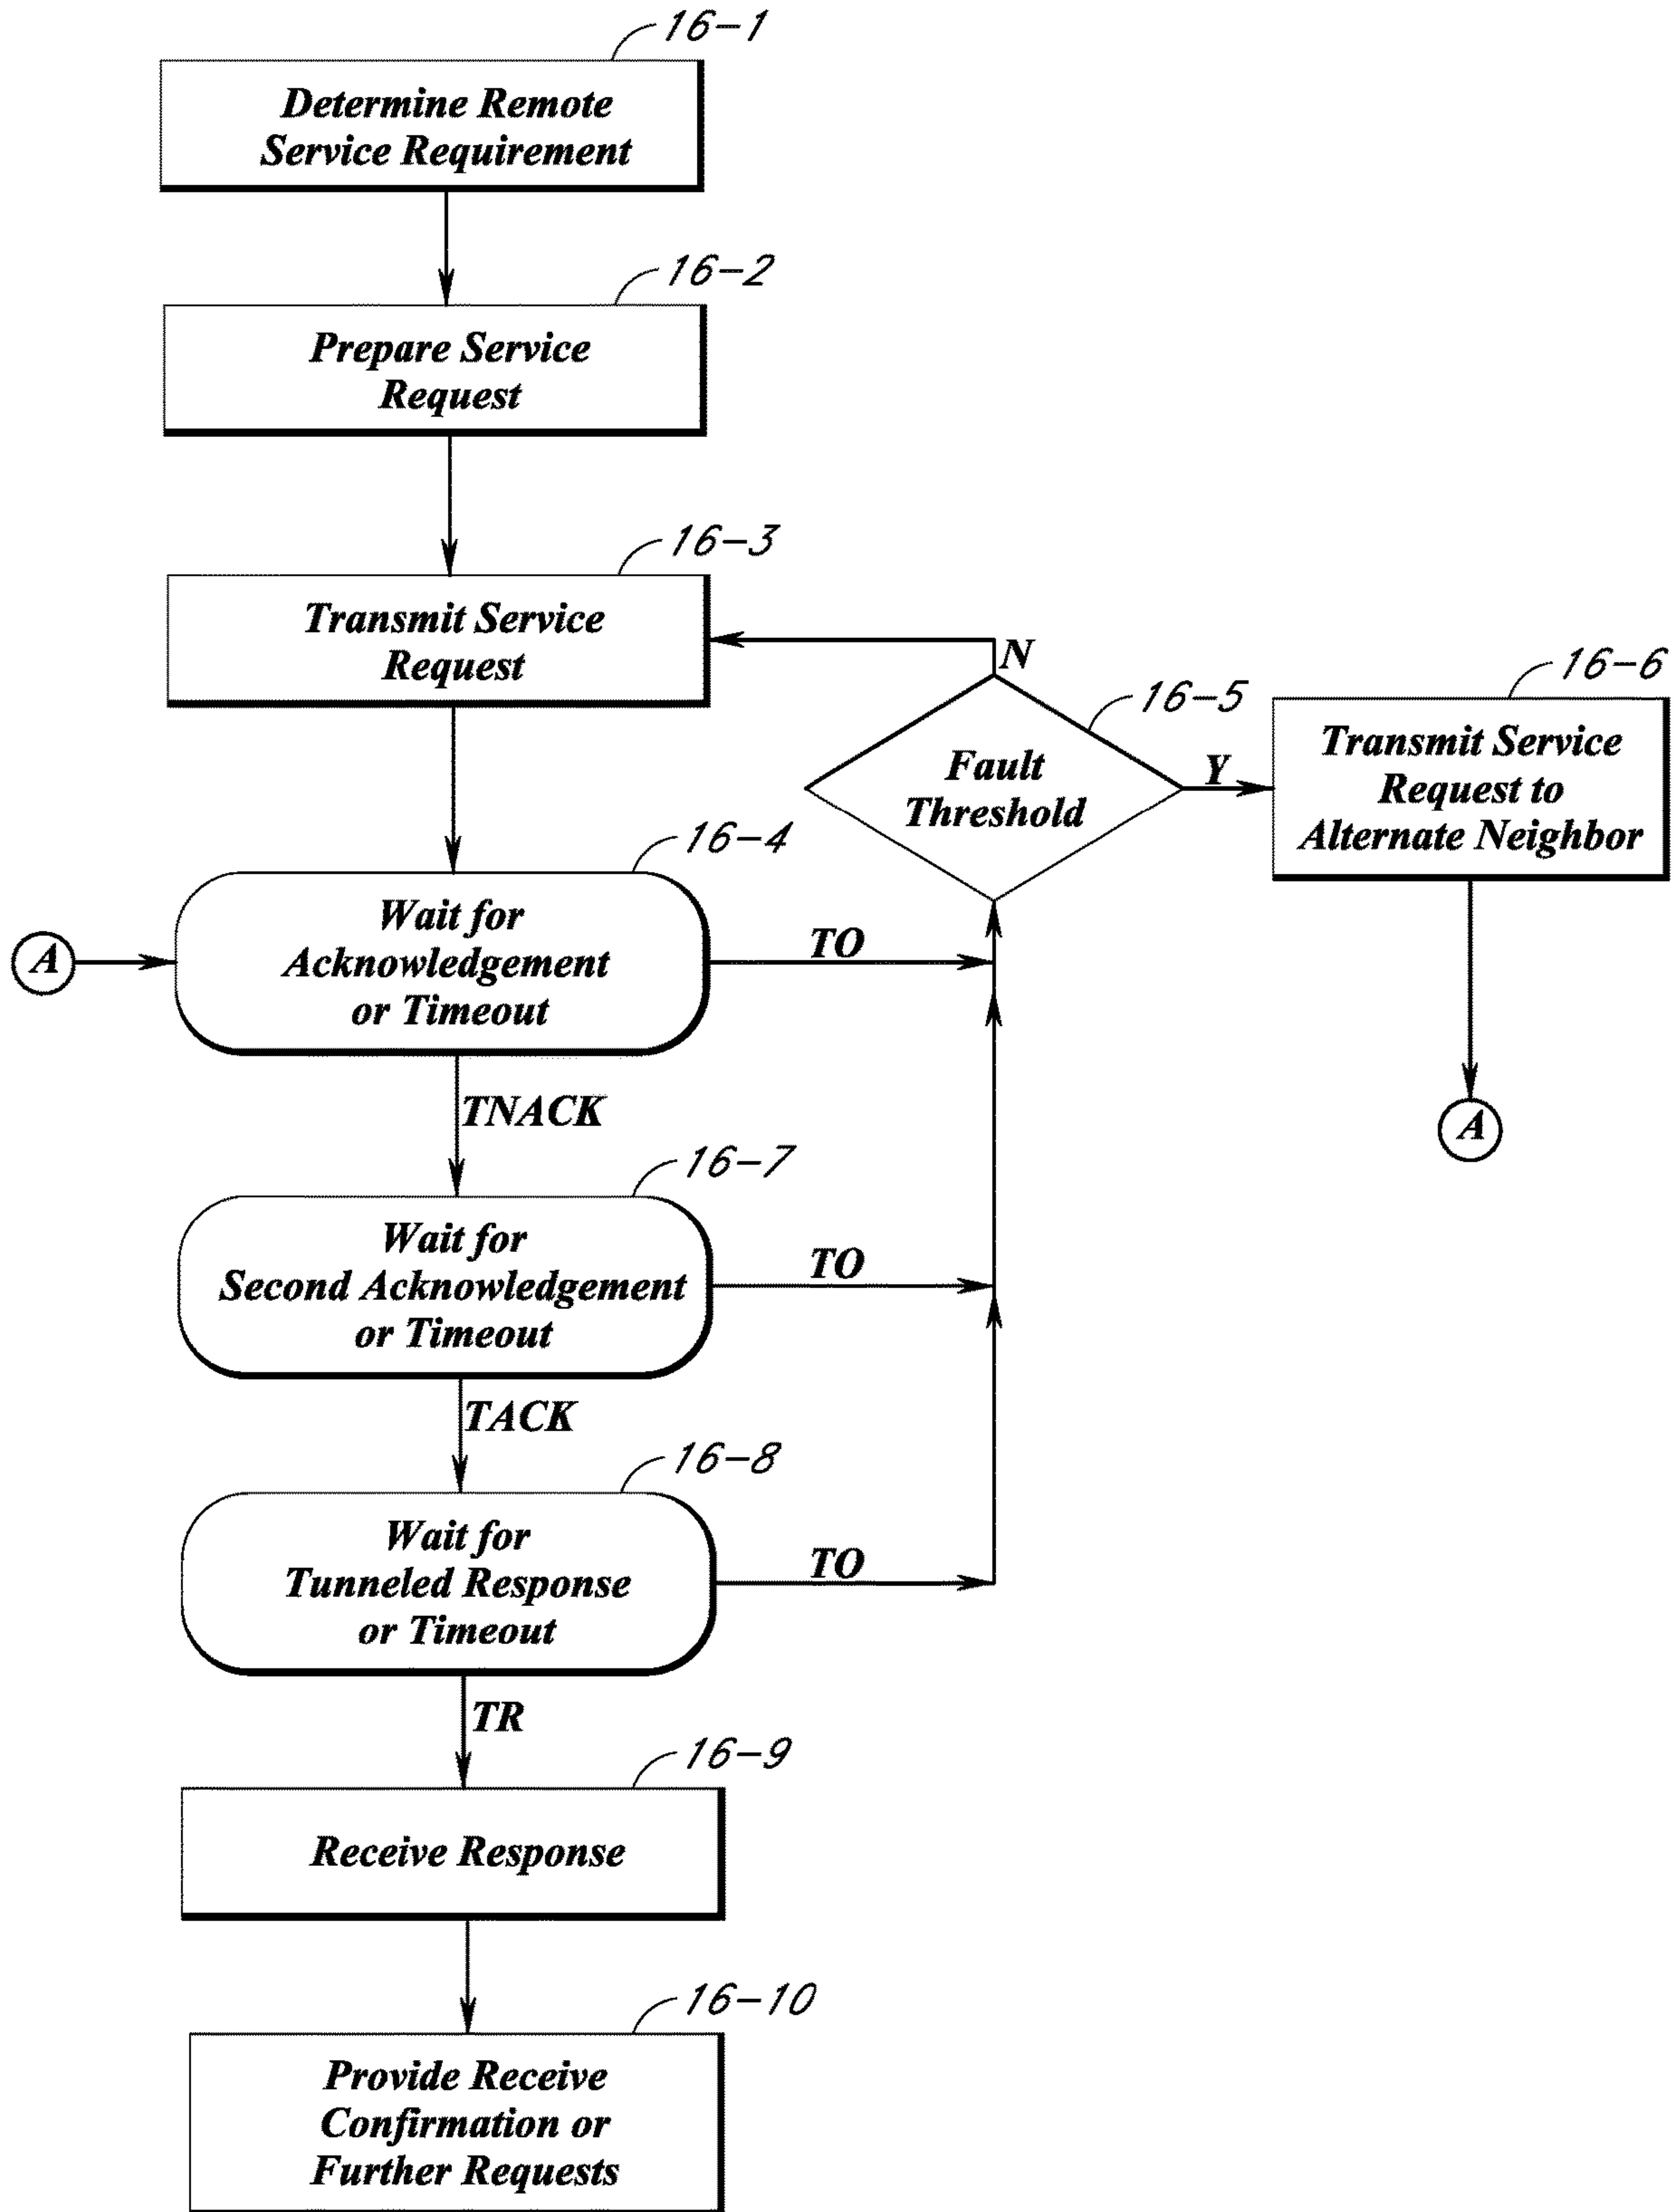 16-1
Determine Remote
Service Requirement
16-2
Prepare Service
Request
16-3
Transmit Service
Request
N
16-5
Fault
Threshold
Y
16-6
Transmit Service
Request to
Alternate Neighbor
A
16-4
A
Wait for
Acknowledgement
or Timeout
TO
TNACK
16-7
Wait for
Second Acknowledgement
or Timeout
TO
TACK
16-8
Wait for
Tunneled Response
or Timeout
TO
TR
16-9
Receive Response
16-10
Provide Receive
Confirmation or
Further Requests